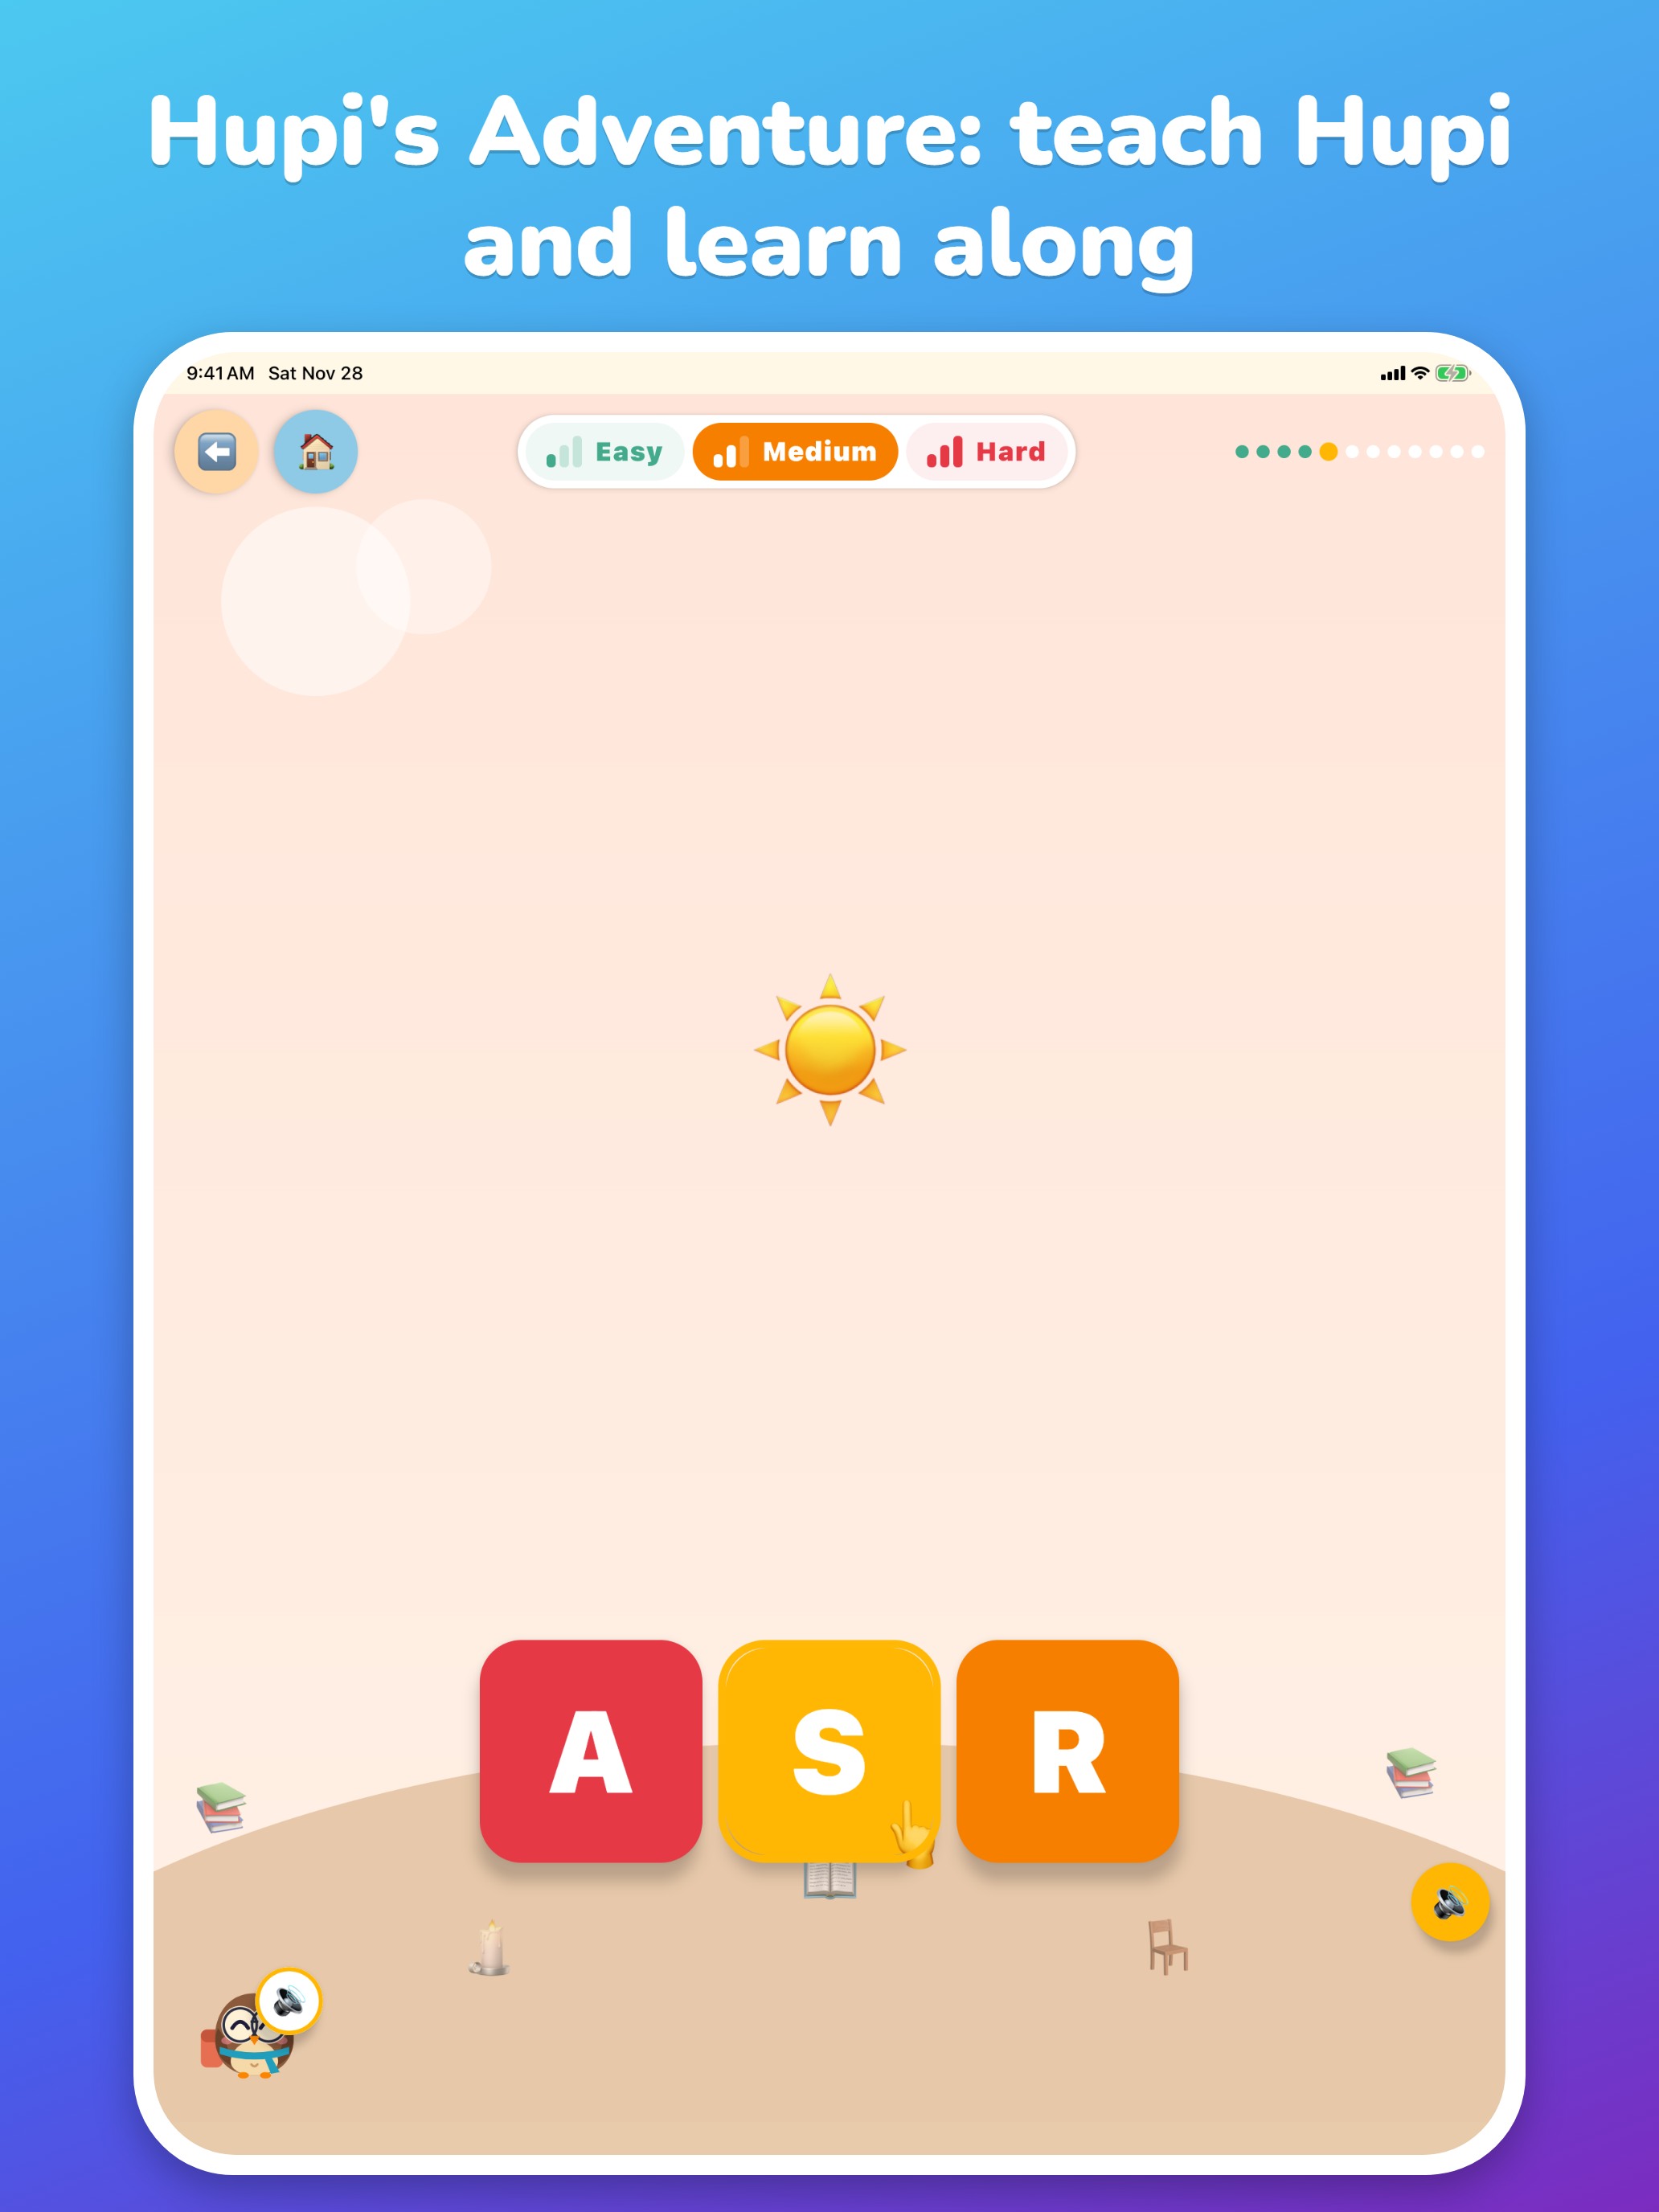 Hupi's Adventure: teach Hupi
and learn along
9:41 AM Sat Nov 28
Easy Medium Hard
A S R